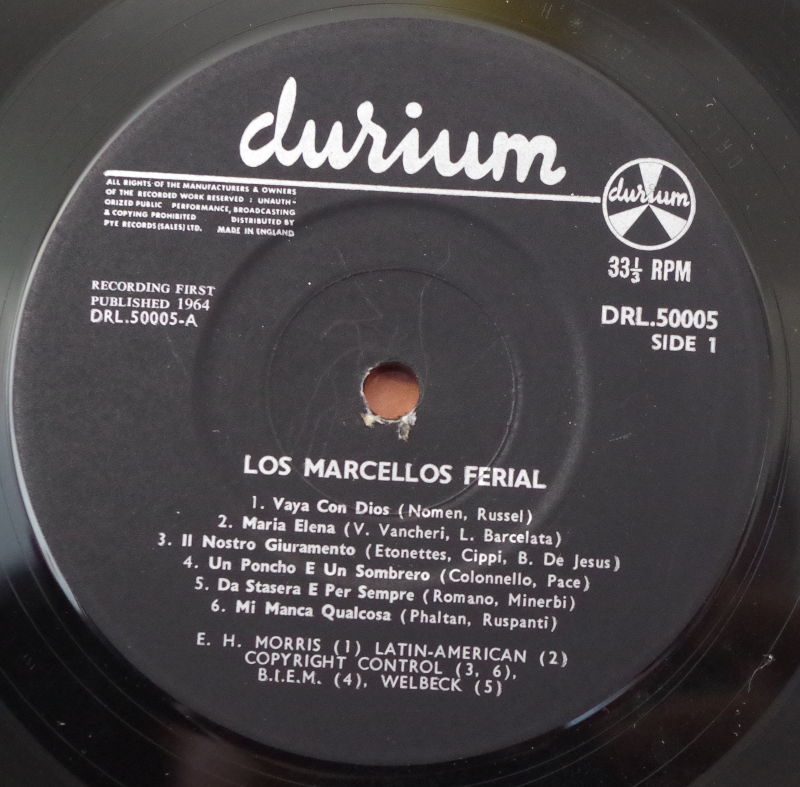 durium
ALL RIGHTS OF THE MANUFACTURERS & OWNERS
OF THE RECORDED WORK RESERVED : UNAUTH-
ORIZED PUBLIC PERFORMANCE, BROADCASTING
& COPYING PROHIBITED DISTRIBUTED BY
PYE RECORDS (SALES) LTD. MADE IN ENGLAND
durium
33⅓ RPM
RECORDING FIRST
PUBLISHED 1964
DRL.50005-A
DRL.50005
SIDE 1
LOS MARCELLOS FERIAL
1. Vaya Con Dios (Nomen, Russel)
2. Maria Elena (V. Vancheri, L. Barcelata)
3. Il Nostro Giuramento (Etonettes, Cippi, B. De Jesus)
4. Un Poncho E Un Sombrero (Colonnello, Pace)
5. Da Stasera E Per Sempre (Romano, Minerbi)
6. Mi Manca Qualcosa (Phaltan, Ruspanti)
E. H. MORRIS (1) LATIN-AMERICAN (2)
COPYRIGHT CONTROL (3, 6),
B.I.E.M. (4), WELBECK (5)